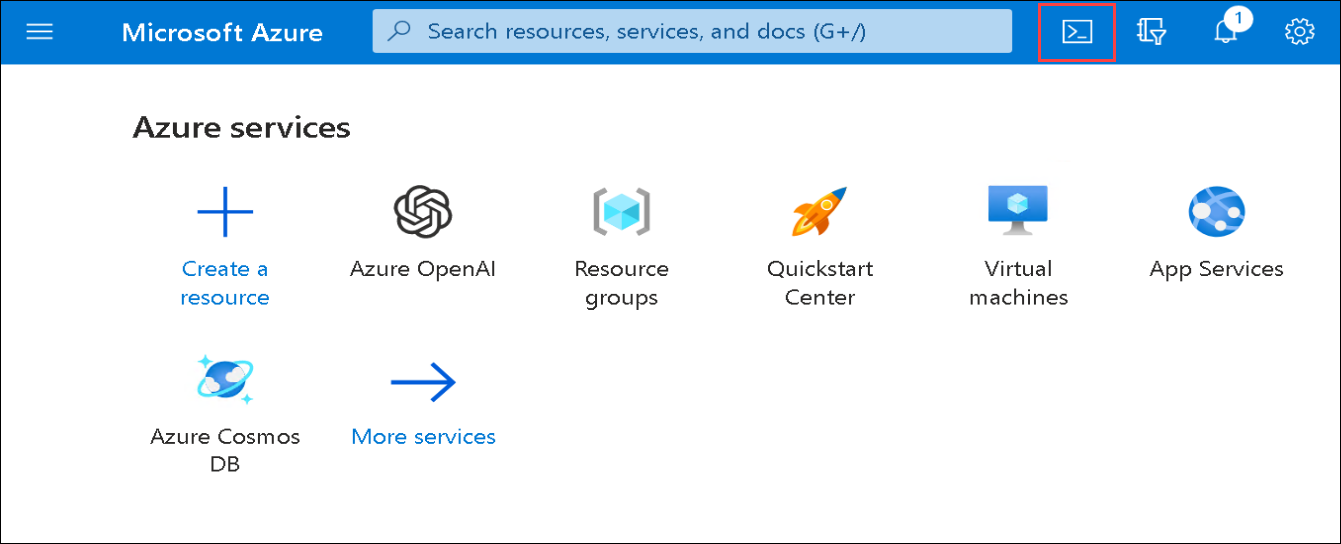 Microsoft Azure
Search resources, services, and docs (G+/)
1
Azure services
Create a
resource
Azure OpenAI
Resource
groups
Quickstart
Center
Virtual
machines
App Services
Azure Cosmos
DB
More services